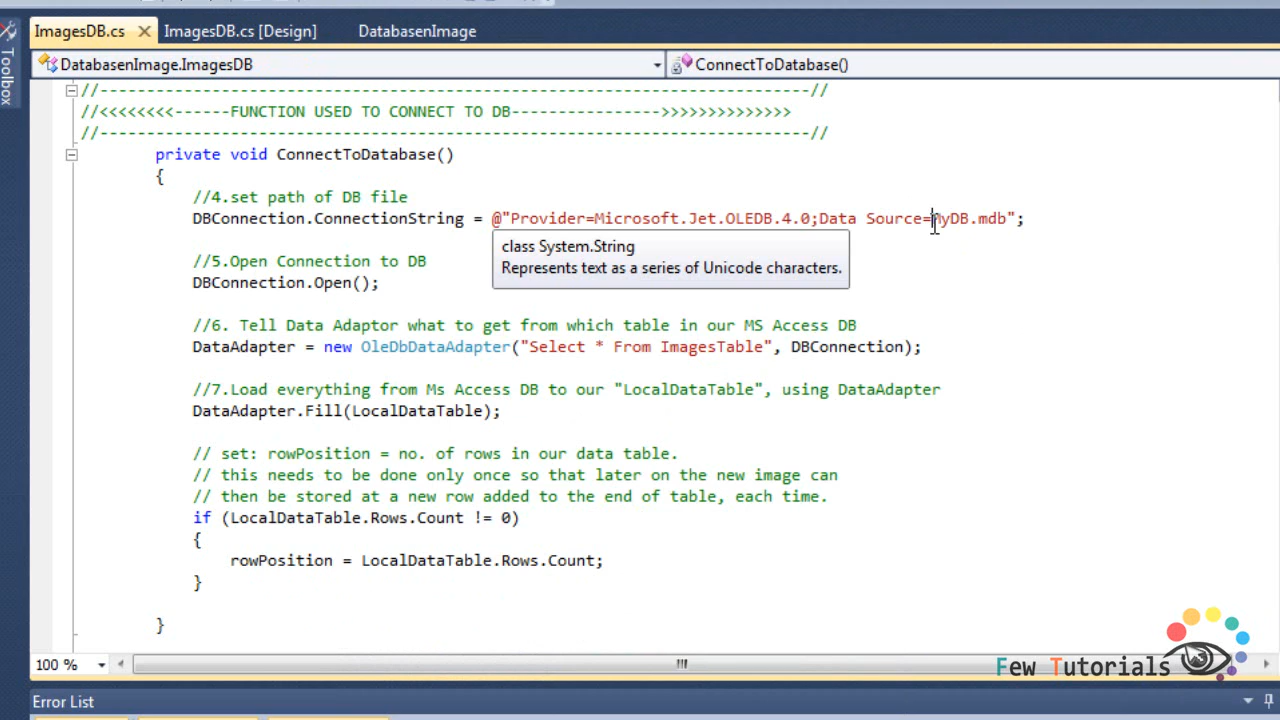 ImagesDB.cs
ImagesDB.cs [Design]
DatabasenImage
Toolbox
DatabasenImage.ImagesDB
ConnectToDatabase()
//----------------------------------------------------------------------------//
//<<<<<<<<------FUNCTION USED TO CONNECT TO DB---------------->>>>>>>>>>>>>>
//----------------------------------------------------------------------------//
private void ConnectToDatabase()
{
//4.set path of DB file
DBConnection.ConnectionString = @"Provider=Microsoft.Jet.OLEDB.4.0;Data Source=MyDB.mdb";
class System.String
Represents text as a series of Unicode characters.
//5.Open Connection to DB
DBConnection.Open();
//6. Tell Data Adaptor what to get from which table in our MS Access DB
DataAdapter = new OleDbDataAdapter("Select * From ImagesTable", DBConnection);
//7.Load everything from Ms Access DB to our "LocalDataTable", using DataAdapter
DataAdapter.Fill(LocalDataTable);
// set: rowPosition = no. of rows in our data table.
// this needs to be done only once so that later on the new image can
// then be stored at a new row added to the end of table, each time.
if (LocalDataTable.Rows.Count != 0)
{
rowPosition = LocalDataTable.Rows.Count;
}
}
100 %
Few Tutorials
Error List